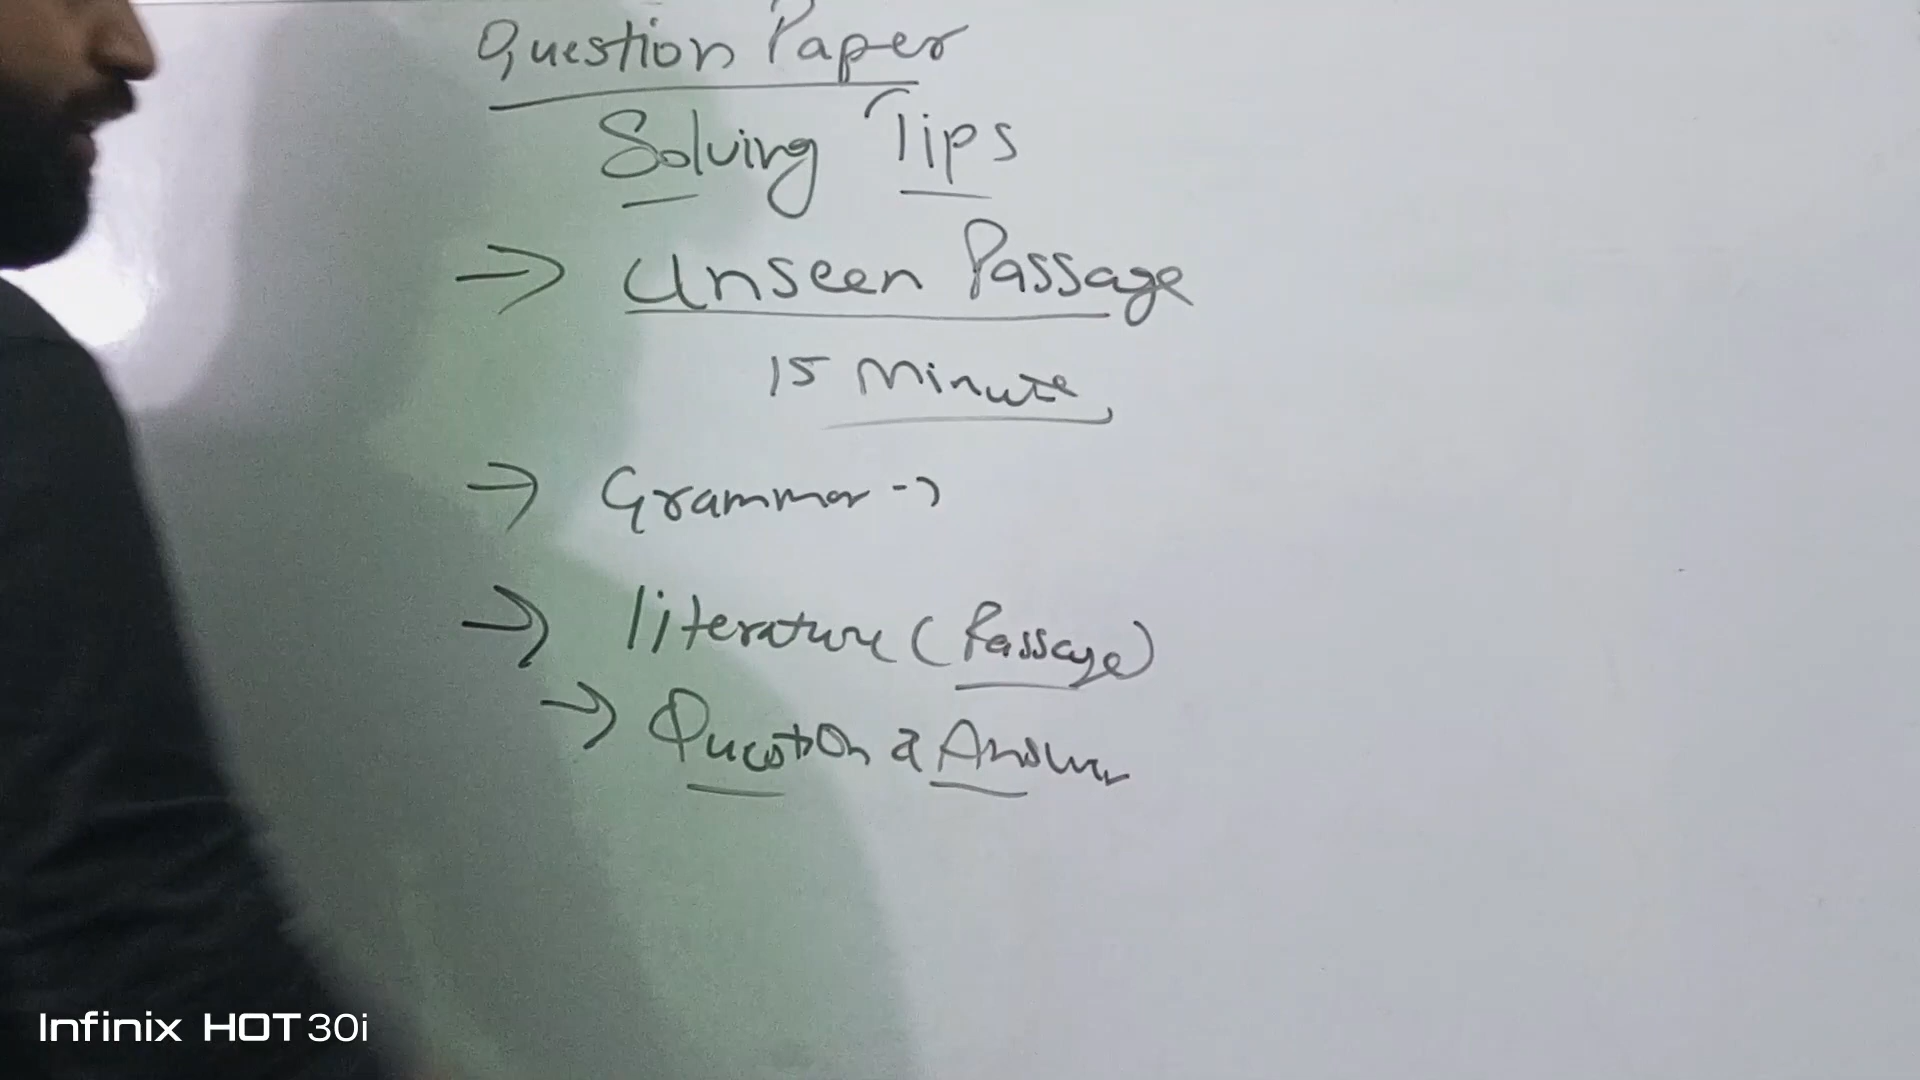 Question Paper
Solving Tips
→ Unseen Passage
15 Minute
→ Grammar →
→ literature (Passage)
→ Question & Answer
Infinix HOT 30i